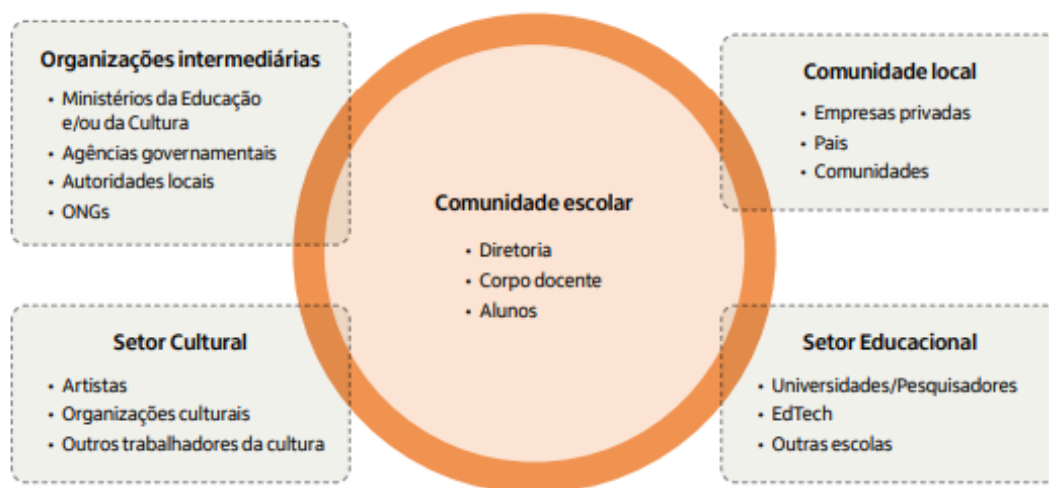 Organizações intermediárias
• Ministérios da Educação
e/ou da Cultura
• Agências governamentais
• Autoridades locais
• ONGs
Comunidade local
• Empresas privadas
• Pais
• Comunidades
Comunidade escolar
• Diretoria
• Corpo docente
• Alunos
Setor Cultural
• Artistas
• Organizações culturais
• Outros trabalhadores da cultura
Setor Educacional
• Universidades/Pesquisadores
• EdTech
• Outras escolas